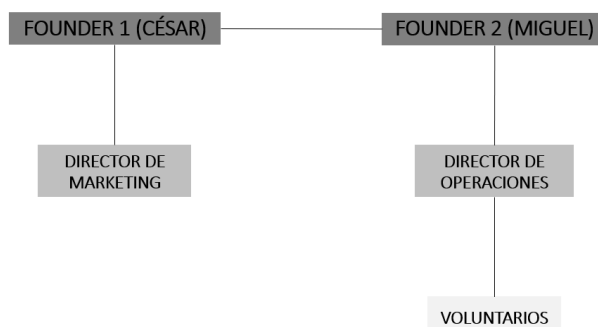 FOUNDER 1 (CÉSAR)
FOUNDER 2 (MIGUEL)
DIRECTOR DE
MARKETING
DIRECTOR DE
OPERACIONES
VOLUNTARIOS